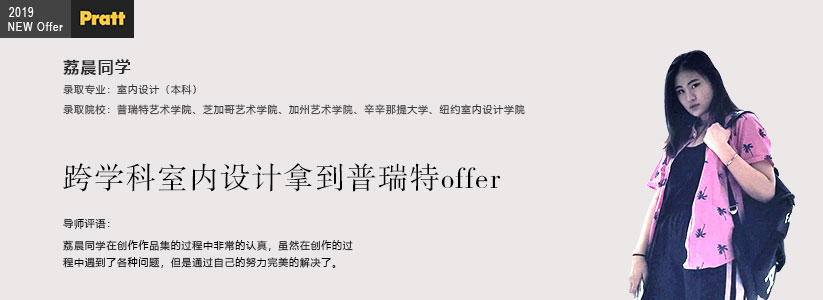 2019
NEW Offer
Pratt
荔晨同学
录取专业：室内设计（本科）
录取院校：普瑞特艺术学院、芝加哥艺术学院、加州艺术学院、辛辛那提大学、纽约室内设计学院
跨学科室内设计拿到普瑞特offer
导师评语：
荔晨同学在创作作品集的过程中非常的认真，虽然在创作的过
程中遇到了各种问题，但是通过自己的努力完美的解决了。